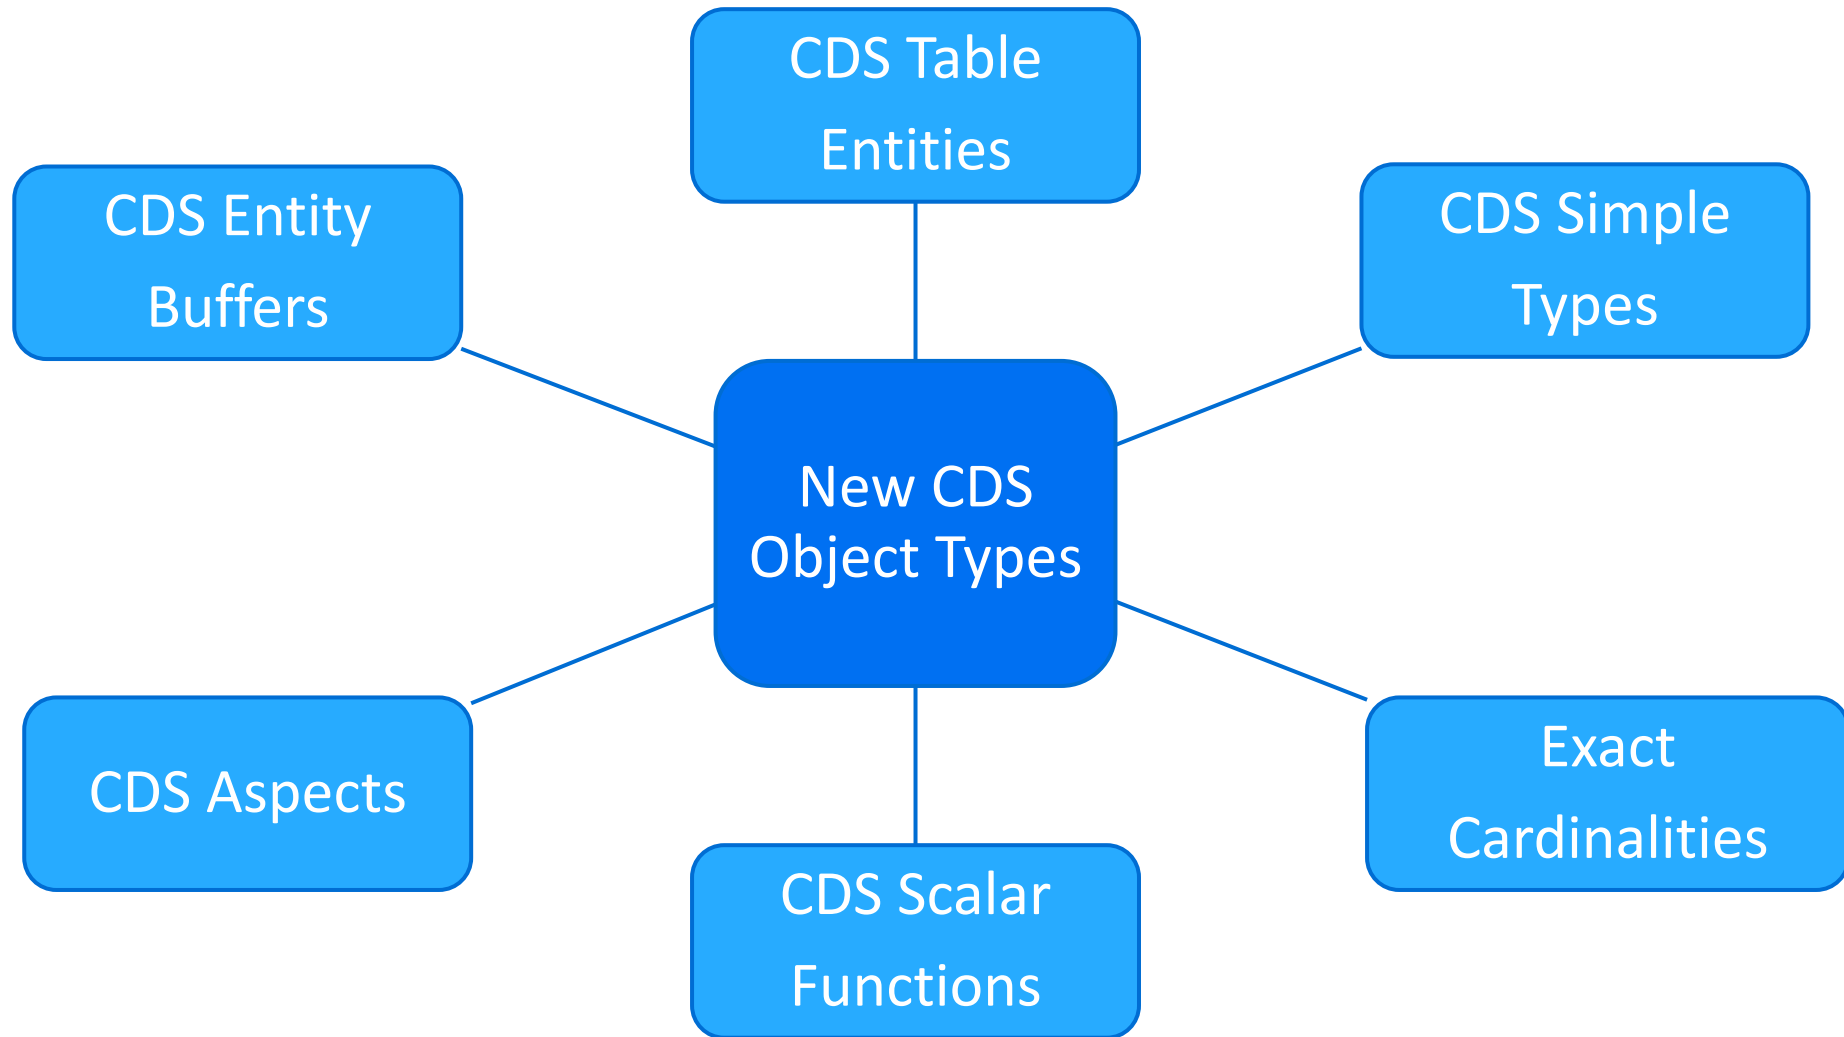 CDS Table
Entities
CDS Entity
Buffers
CDS Simple
Types
New CDS
Object Types
CDS Aspects
Exact
Cardinalities
CDS Scalar
Functions